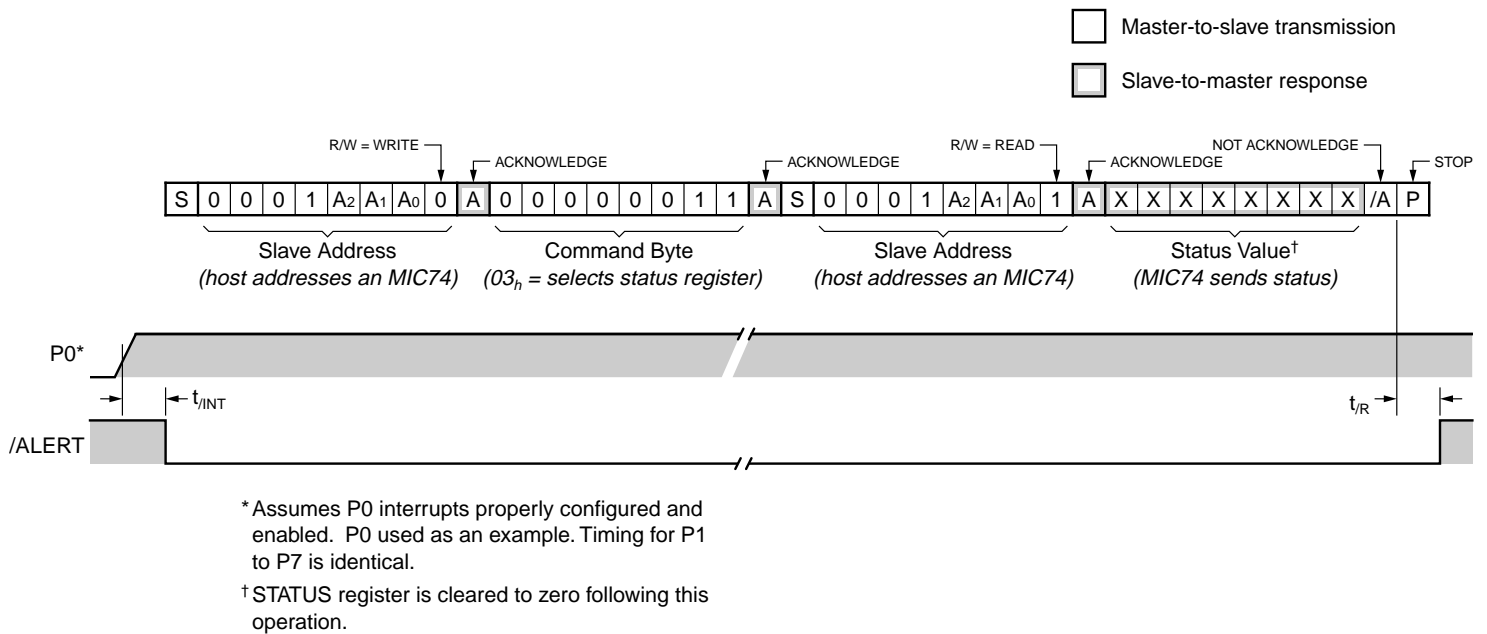 Master-to-slave transmission
Slave-to-master response
R/W = WRITE
ACKNOWLEDGE
ACKNOWLEDGE
R/W = READ
ACKNOWLEDGE
NOT ACKNOWLEDGE
STOP
S 0 0 0 1 A2 A1 A0 0 A 0 0 0 0 0 0 1 1 A S 0 0 0 1 A2 A1 A0 1 A X X X X X X X X /A P
Slave Address
(host addresses an MIC74)
Command Byte
(03h = selects status register)
Slave Address
(host addresses an MIC74)
Status Value†
(MIC74 sends status)
P0*
t/INT
t/R
/ALERT
* Assumes P0 interrupts properly configured and
enabled. P0 used as an example. Timing for P1
to P7 is identical.
† STATUS register is cleared to zero following this
operation.